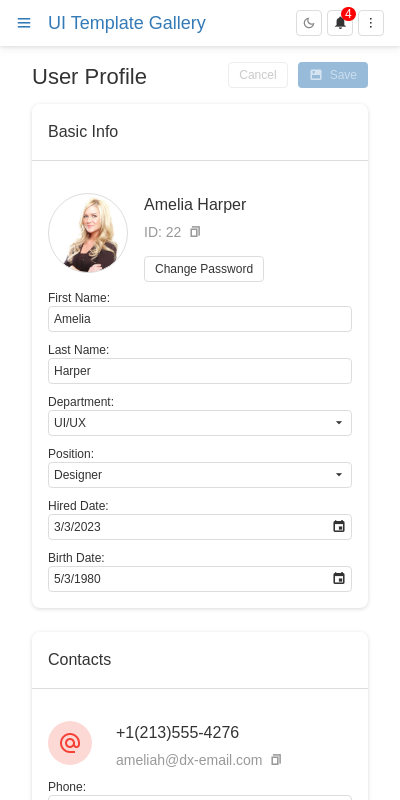 UI Template Gallery
4
User Profile
Cancel
Save
Basic Info
Amelia Harper
ID: 22
Change Password
First Name:
Amelia
Last Name:
Harper
Department:
UI/UX
Position:
Designer
Hired Date:
3/3/2023
Birth Date:
5/3/1980
Contacts
+1(213)555-4276
ameliah@dx-email.com
Phone: